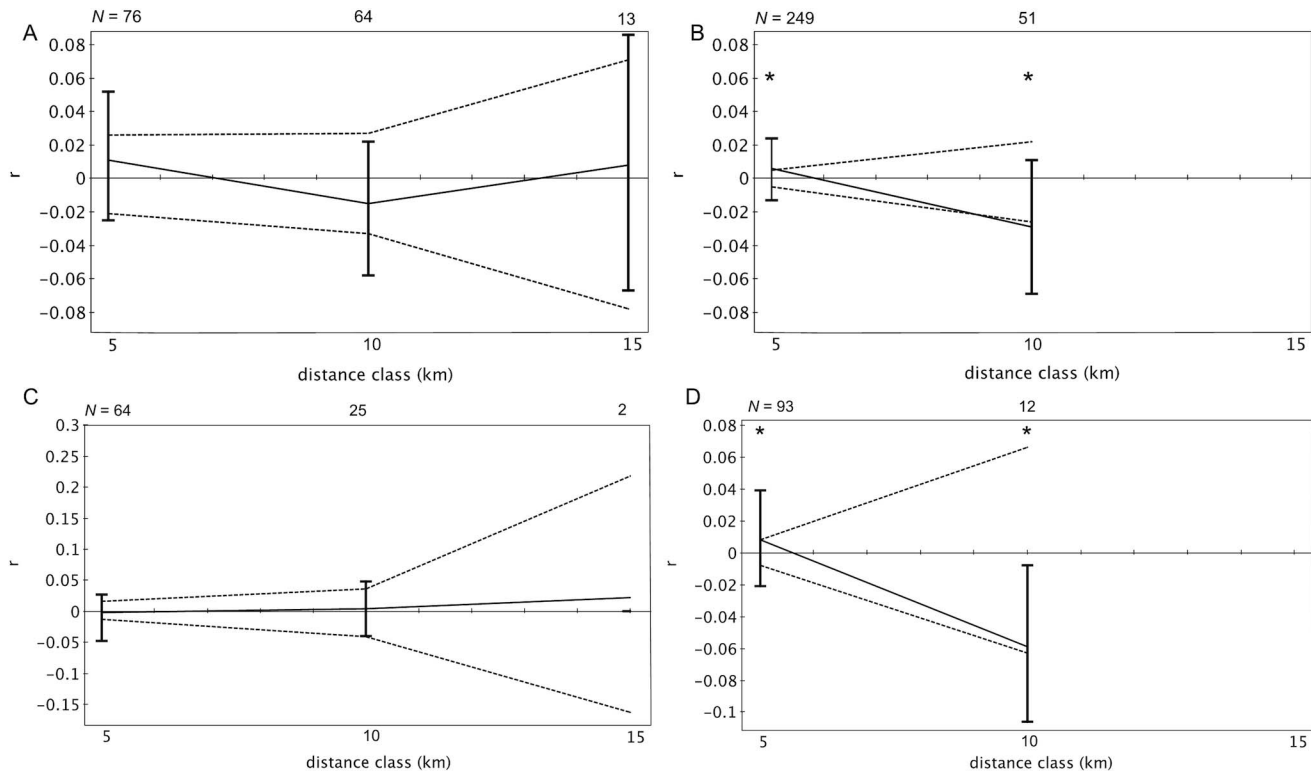 A
N = 76 64 13
0.08
0.06
0.04
0.02
0
−0.02
−0.04
−0.06
−0.08
r
5 10 15
distance class (km)
B
N = 249 51
0.08
0.06
0.04
0.02
0
−0.02
−0.04
−0.06
−0.08
r
* *
5 10 15
distance class (km)
C
N = 64 25 2
0.3
0.25
0.2
0.15
0.1
0.05
0
−0.05
−0.1
−0.15
r
5 10 15
distance class (km)
D
N = 93 12
0.08
0.06
0.04
0.02
0
−0.02
−0.04
−0.06
−0.08
−0.1
r
* *
5 10 15
distance class (km)